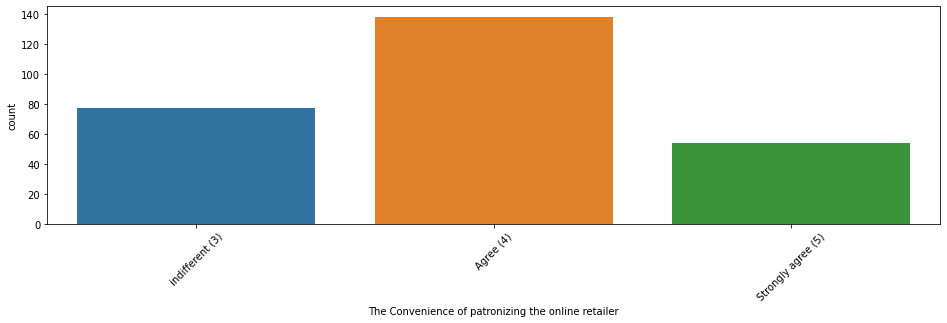 140
120
100
80
60
40
20
0
count
indifferent (3)
Agree (4)
Strongly agree (5)
The Convenience of patronizing the online retailer